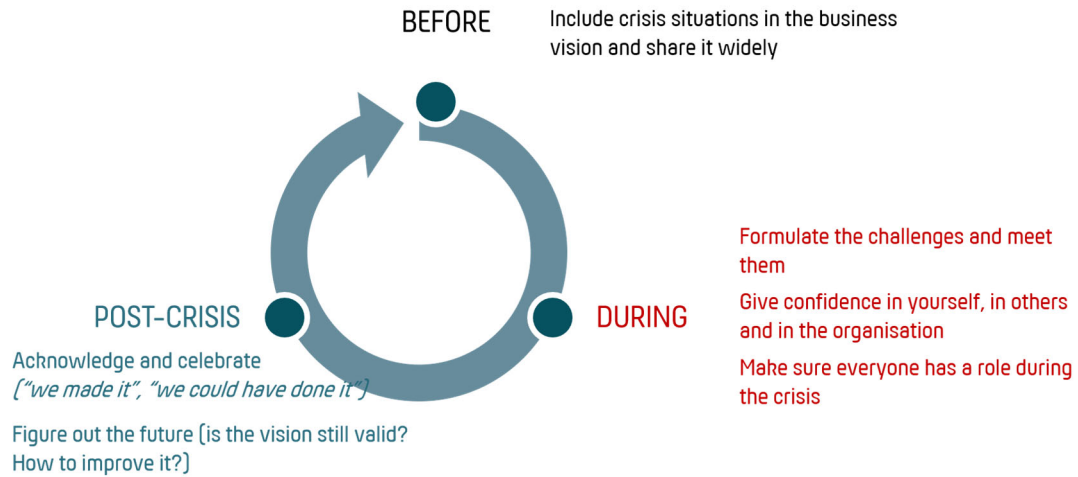 BEFORE
Include crisis situations in the business
vision and share it widely
DURING
Formulate the challenges and meet
them
Give confidence in yourself, in others
and in the organisation
Make sure everyone has a role during
the crisis
POST-CRISIS
Acknowledge and celebrate
(“we made it”, “we could have done it”)
Figure out the future (is the vision still valid?
How to improve it?)